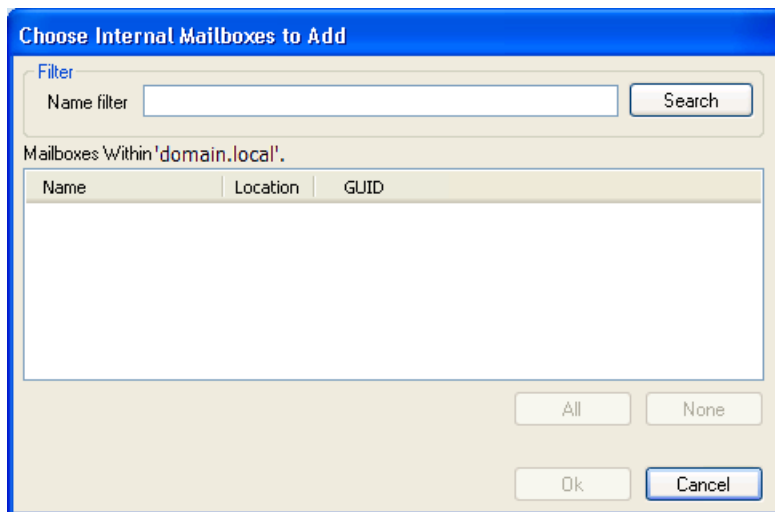 Choose Internal Mailboxes to Add
Filter
Name filter Search
Mailboxes Within 'domain.local'.
Name Location GUID
All None
Ok Cancel